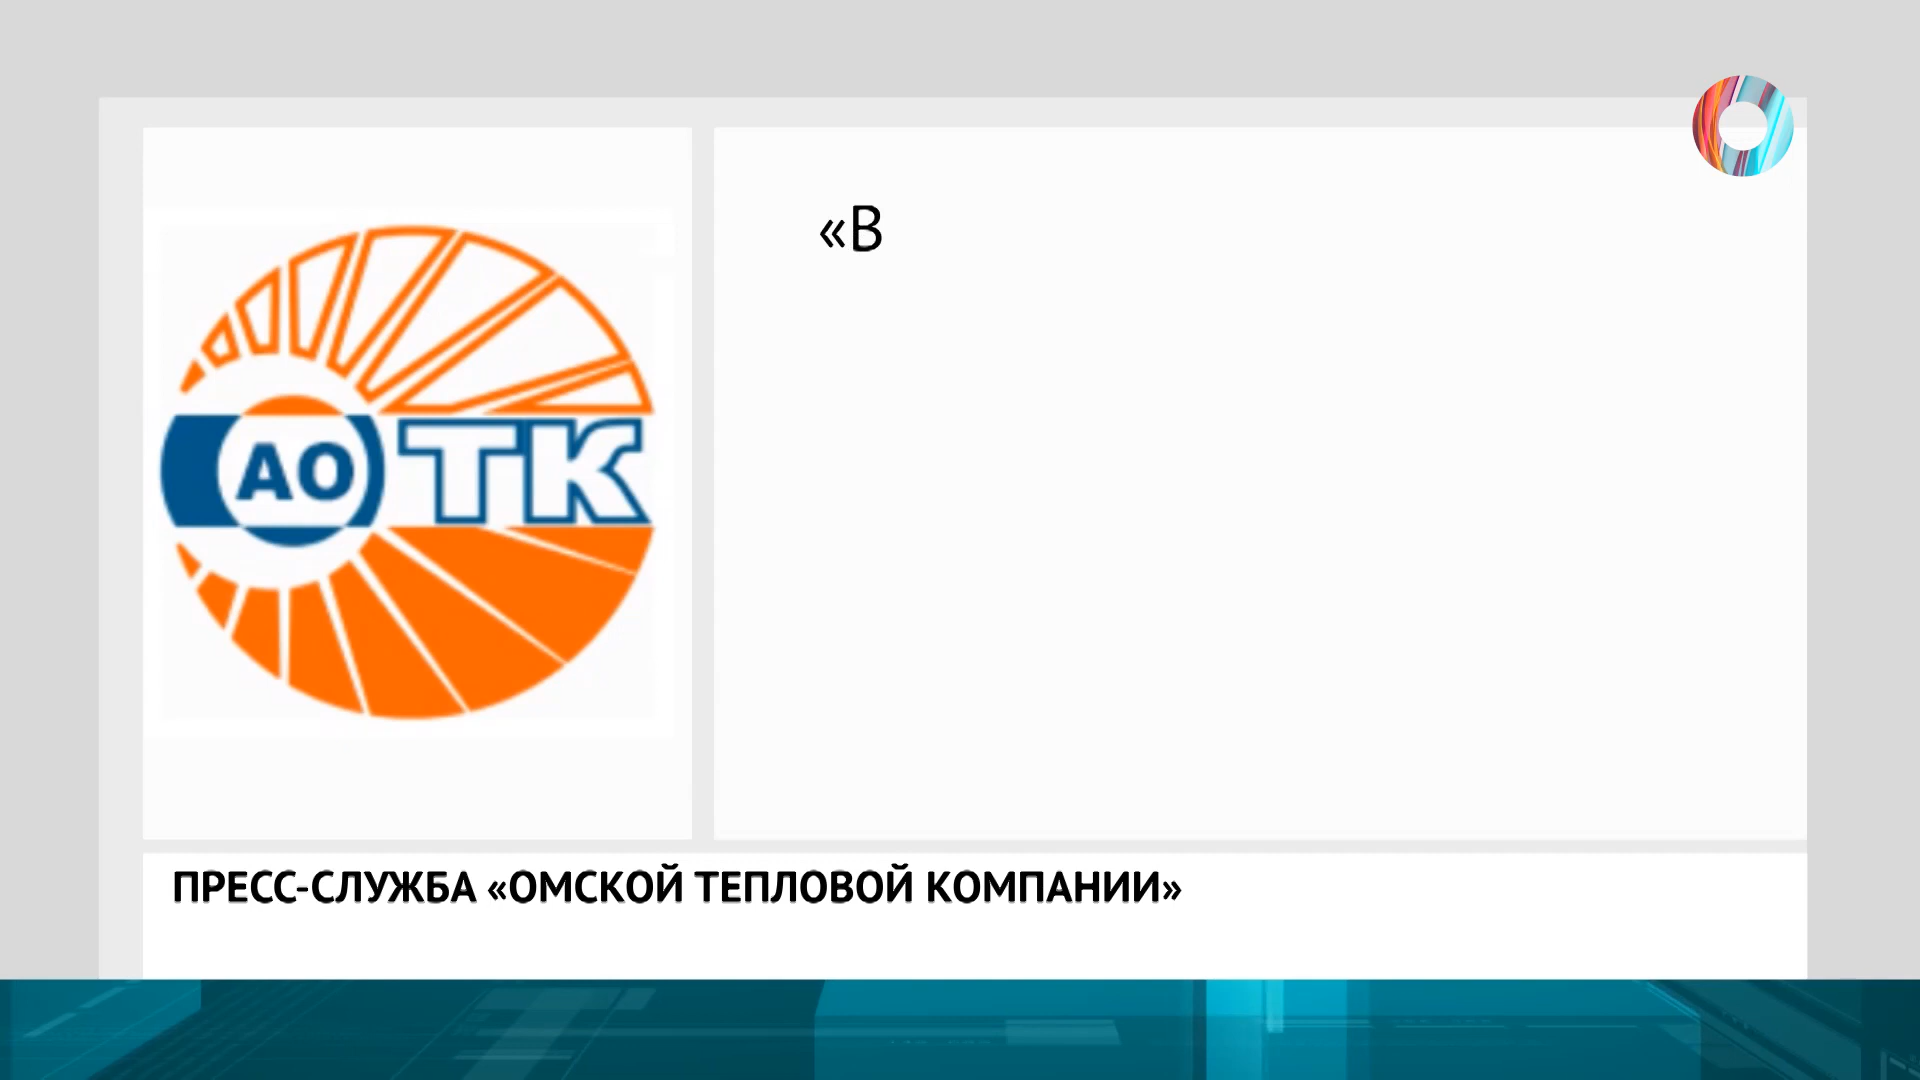 «В
АО ТК
ПРЕСС-СЛУЖБА «ОМСКОЙ ТЕПЛОВОЙ КОМПАНИИ»